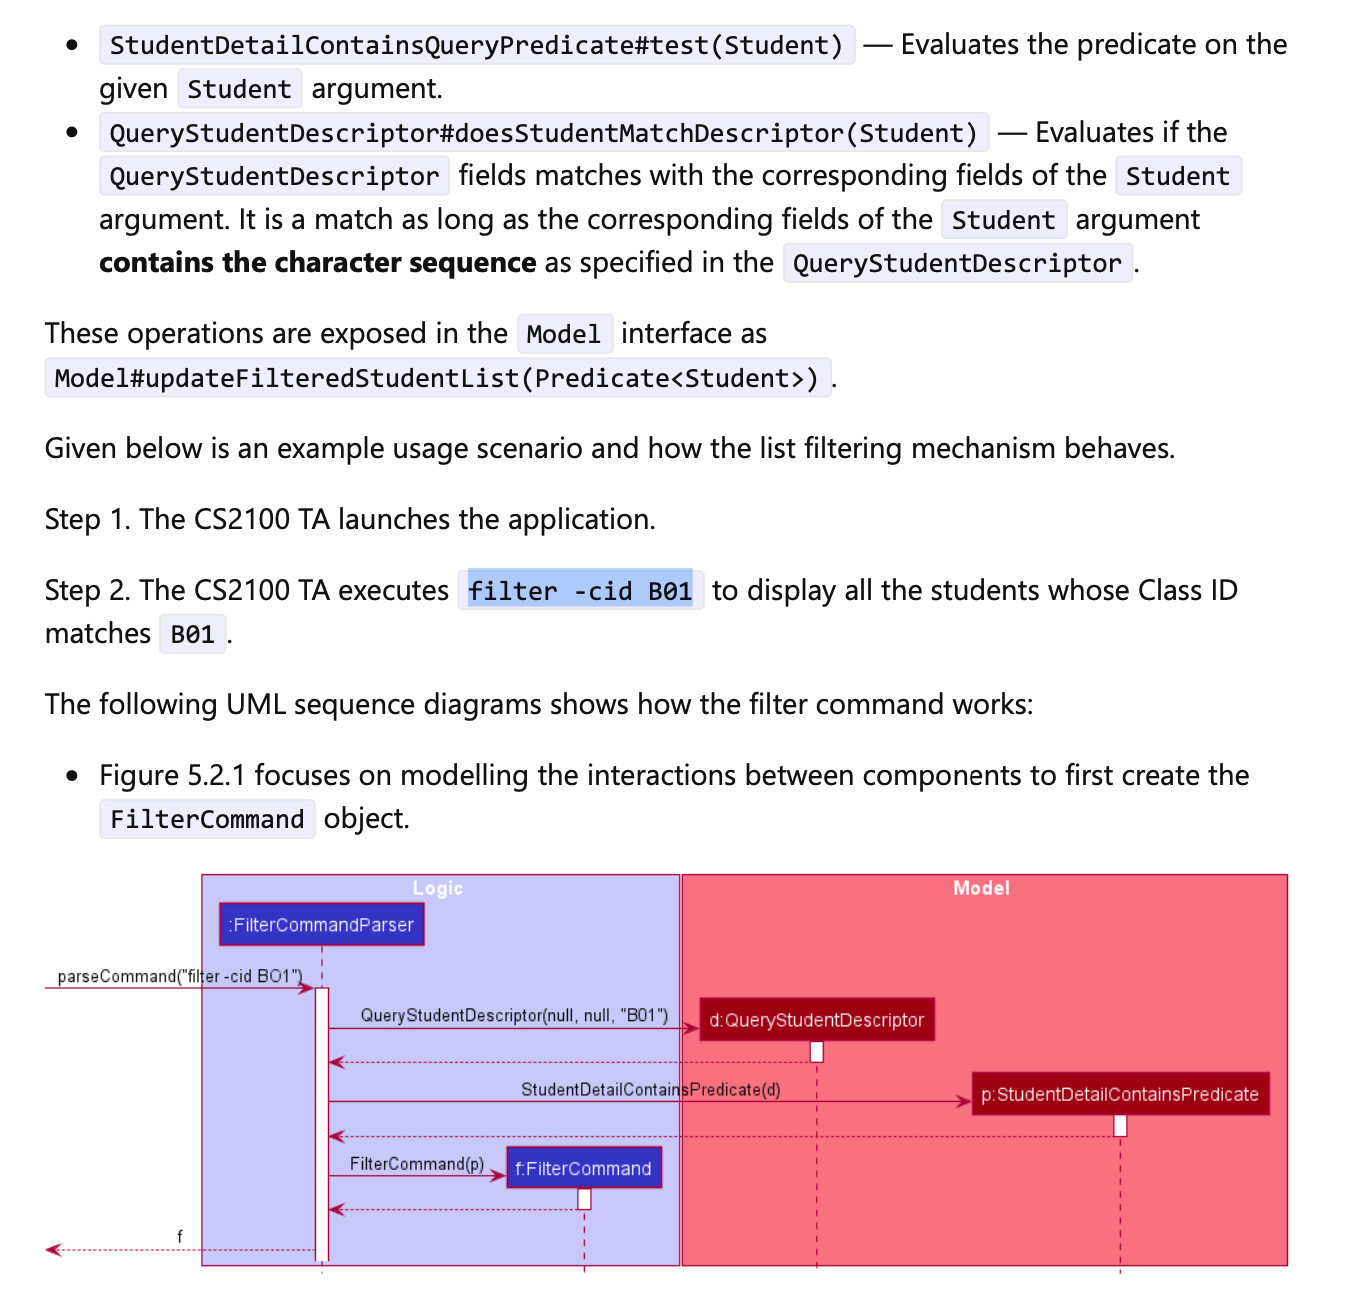 StudentDetailContainsQueryPredicate#test(Student) — Evaluates the predicate on the
given Student argument.
QueryStudentDescriptor#doesStudentMatchDescriptor(Student) — Evaluates if the
QueryStudentDescriptor fields matches with the corresponding fields of the Student
argument. It is a match as long as the corresponding fields of the Student argument
contains the character sequence as specified in the QueryStudentDescriptor.
These operations are exposed in the Model interface as
Model#updateFilteredStudentList(Predicate<Student>).
Given below is an example usage scenario and how the list filtering mechanism behaves.
Step 1. The CS2100 TA launches the application.
Step 2. The CS2100 TA executes filter -cid B01 to display all the students whose Class ID
matches B01.
The following UML sequence diagrams shows how the filter command works:
Figure 5.2.1 focuses on modelling the interactions between components to first create the
FilterCommand object.
Logic
Model
:FilterCommandParser
parseCommand("filter -cid BO1")
QueryStudentDescriptor(null, null, "B01")
d:QueryStudentDescriptor
StudentDetailContainsPredicate(d)
p:StudentDetailContainsPredicate
FilterCommand(p)
f:FilterCommand
f